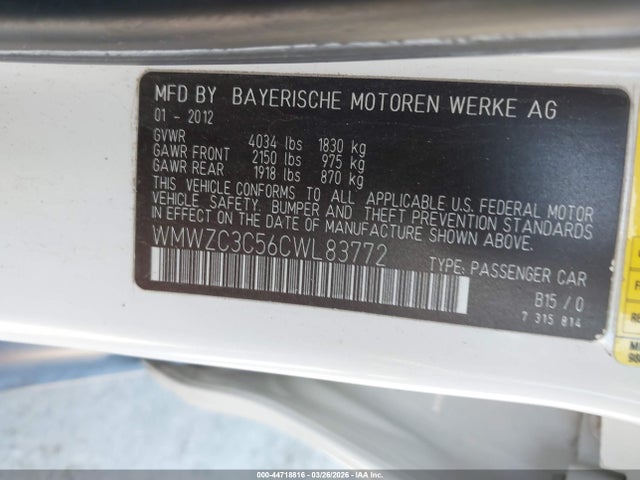 MFD BY BAYERISCHE MOTOREN WERKE AG
01 - 2012
GVWR 4034 lbs 1830 kg
GAWR FRONT 2150 lbs 975 kg
GAWR REAR 1918 lbs 870 kg
THIS VEHICLE CONFORMS TO ALL APPLICABLE U.S. FEDERAL MOTOR
VEHICLE, SAFETY, BUMPER AND THEFT PREVENTION STANDARDS
IN EFFECT ON THE DATE OF MANUFACTURE SHOWN ABOVE.
WMWZC3C56CWL83772
TYPE: PASSENGER CAR
B15 / 0
7 315 814
000-44718816 03/26/2026 IAAI.COM